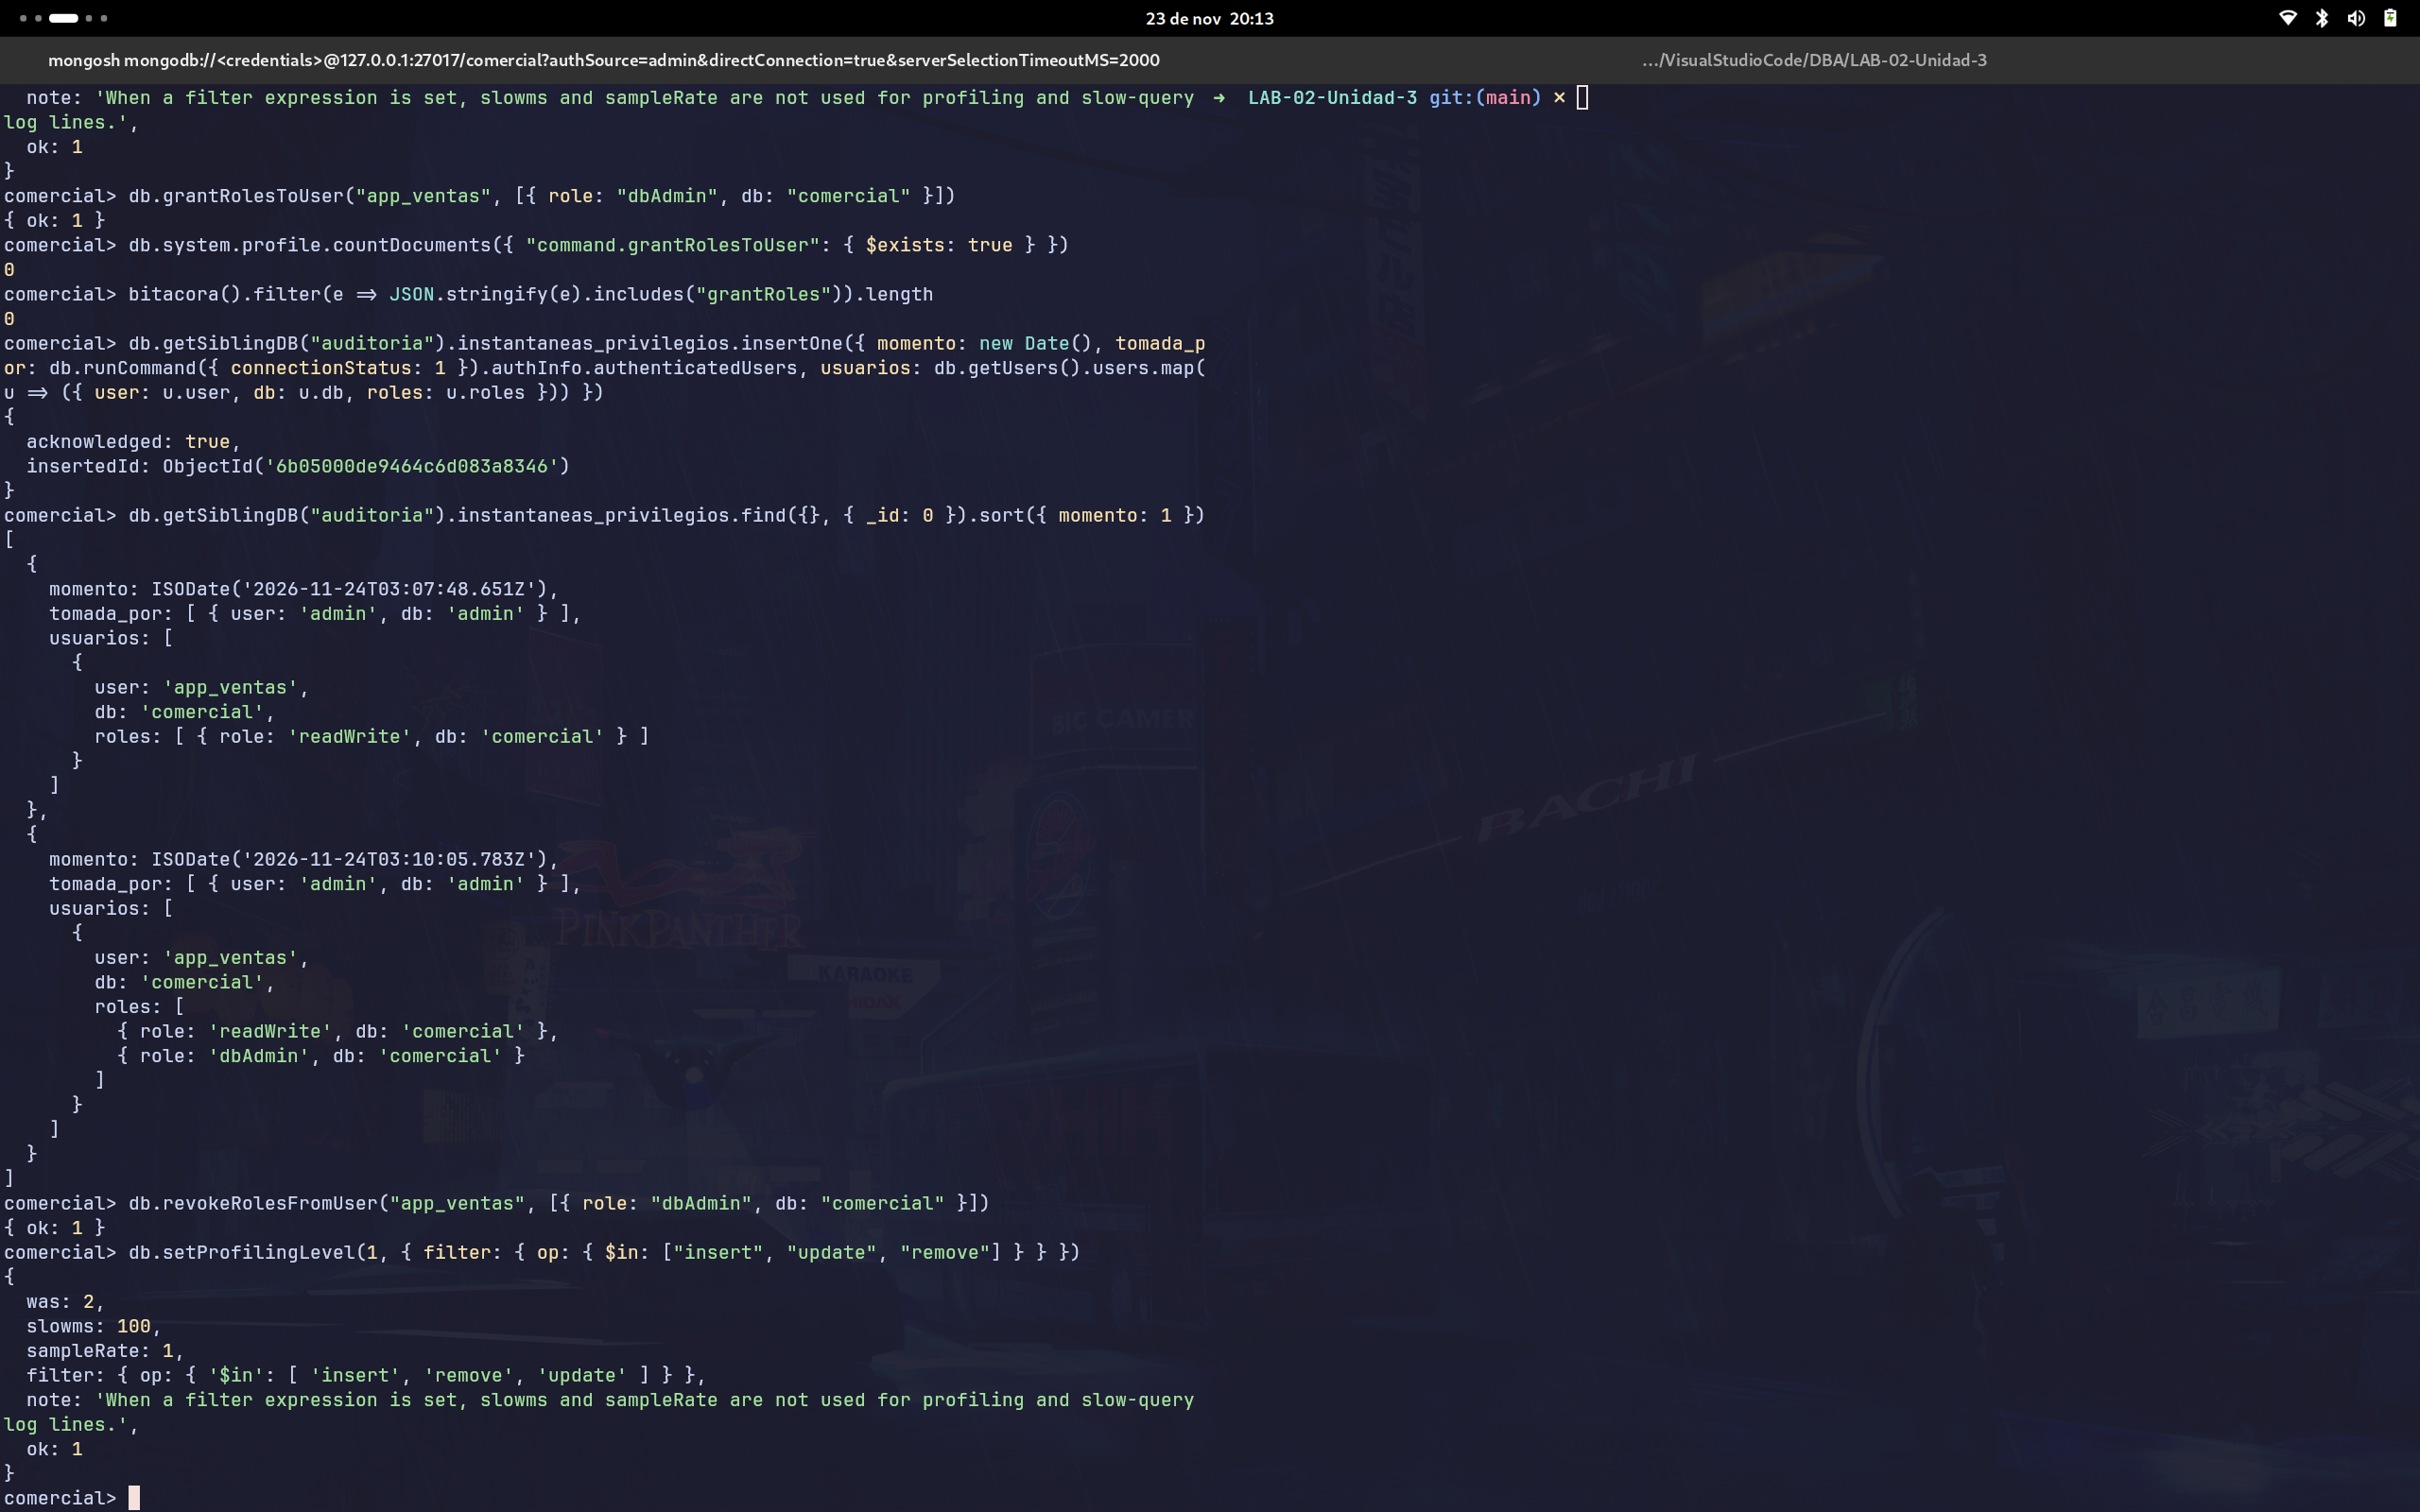 23 de nov  20:13
mongosh mongodb://<credentials>@127.0.0.1:27017/comercial?authSource=admin&directConnection=true&serverSelectionTimeoutMS=2000
.../VisualStudioCode/DBA/LAB-02-Unidad-3
  note: 'When a filter expression is set, slowms and sampleRate are not used for profiling and slow-query
log lines.',
  ok: 1
}
comercial> db.grantRolesToUser("app_ventas", [{ role: "dbAdmin", db: "comercial" }])
{ ok: 1 }
comercial> db.system.profile.countDocuments({ "command.grantRolesToUser": { $exists: true } })
0
comercial> bitacora().filter(e => JSON.stringify(e).includes("grantRoles")).length
0
comercial> db.getSiblingDB("auditoria").instantaneas_privilegios.insertOne({ momento: new Date(), tomada_p
or: db.runCommand({ connectionStatus: 1 }).authInfo.authenticatedUsers, usuarios: db.getUsers().users.map(
u => ({ user: u.user, db: u.db, roles: u.roles })) })
{
  acknowledged: true,
  insertedId: ObjectId('6b05000de9464c6d083a8346')
}
comercial> db.getSiblingDB("auditoria").instantaneas_privilegios.find({}, { _id: 0 }).sort({ momento: 1 })
[
  {
    momento: ISODate('2026-11-24T03:07:48.651Z'),
    tomada_por: [ { user: 'admin', db: 'admin' } ],
    usuarios: [
      {
        user: 'app_ventas',
        db: 'comercial',
        roles: [ { role: 'readWrite', db: 'comercial' } ]
      }
    ]
  },
  {
    momento: ISODate('2026-11-24T03:10:05.783Z'),
    tomada_por: [ { user: 'admin', db: 'admin' } ],
    usuarios: [
      {
        user: 'app_ventas',
        db: 'comercial',
        roles: [
          { role: 'readWrite', db: 'comercial' },
          { role: 'dbAdmin', db: 'comercial' }
        ]
      }
    ]
  }
]
comercial> db.revokeRolesFromUser("app_ventas", [{ role: "dbAdmin", db: "comercial" }])
{ ok: 1 }
comercial> db.setProfilingLevel(1, { filter: { op: { $in: ["insert", "update", "remove"] } } })
{
  was: 2,
  slowms: 100,
  sampleRate: 1,
  filter: { op: { '$in': [ 'insert', 'remove', 'update' ] } },
  note: 'When a filter expression is set, slowms and sampleRate are not used for profiling and slow-query
log lines.',
  ok: 1
}
comercial>
→  LAB-02-Unidad-3 git:(main) ×
BIC CAMER
BACHI
PINKPANTHER
KARAOKE